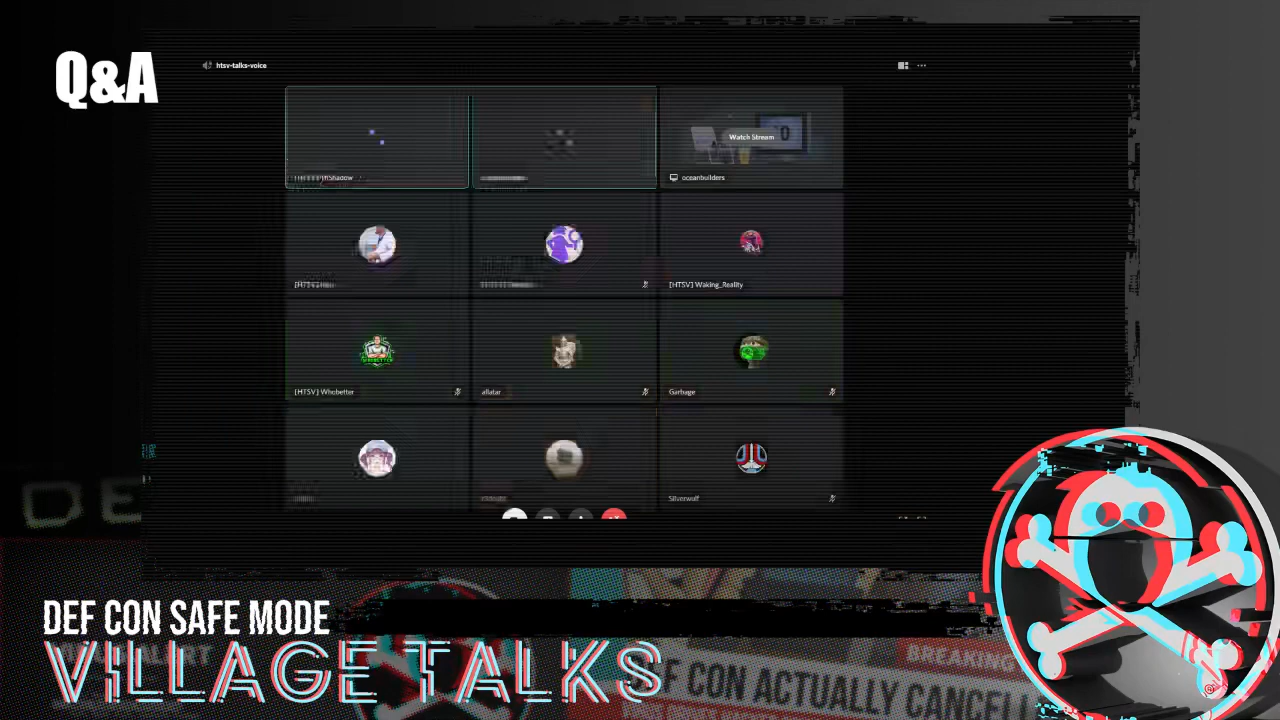 Q&A
htsv-talks-voice
Watch Stream
oceanbuilders
[HTSV] Waking_Reality
[HTSV] Whobetter
allatar
Garbage
Silverwulf
DEF CON SAFE MODE
VILLAGE TALKS
BREAKING
F CON ACTUALLY CANCELL